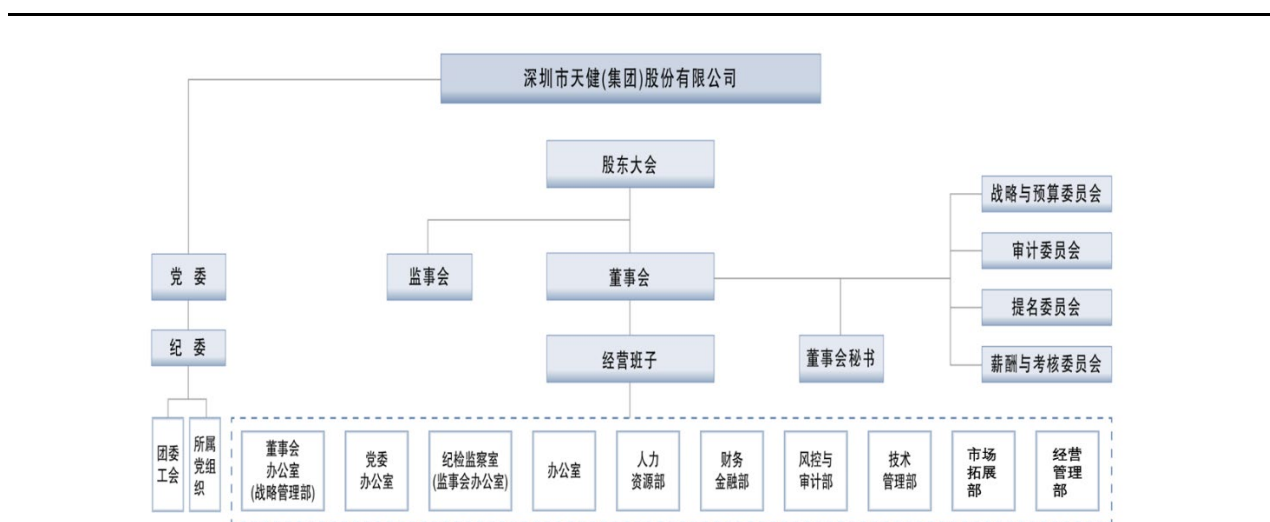 深圳市天健(集团)股份有限公司
股东大会
战略与预算委员会
审计委员会
党 委
监事会
董事会
提名委员会
纪 委
经营班子
董事会秘书
薪酬与考核委员会
团委
工会
所属
党组
织
董事会
办公室
(战略管理部)
党委
办公室
纪检监察室
(监事会办公室)
办公室
人力
资源部
财务
金融部
风控与
审计部
技术
管理部
市场
拓展
部
经营
管理
部